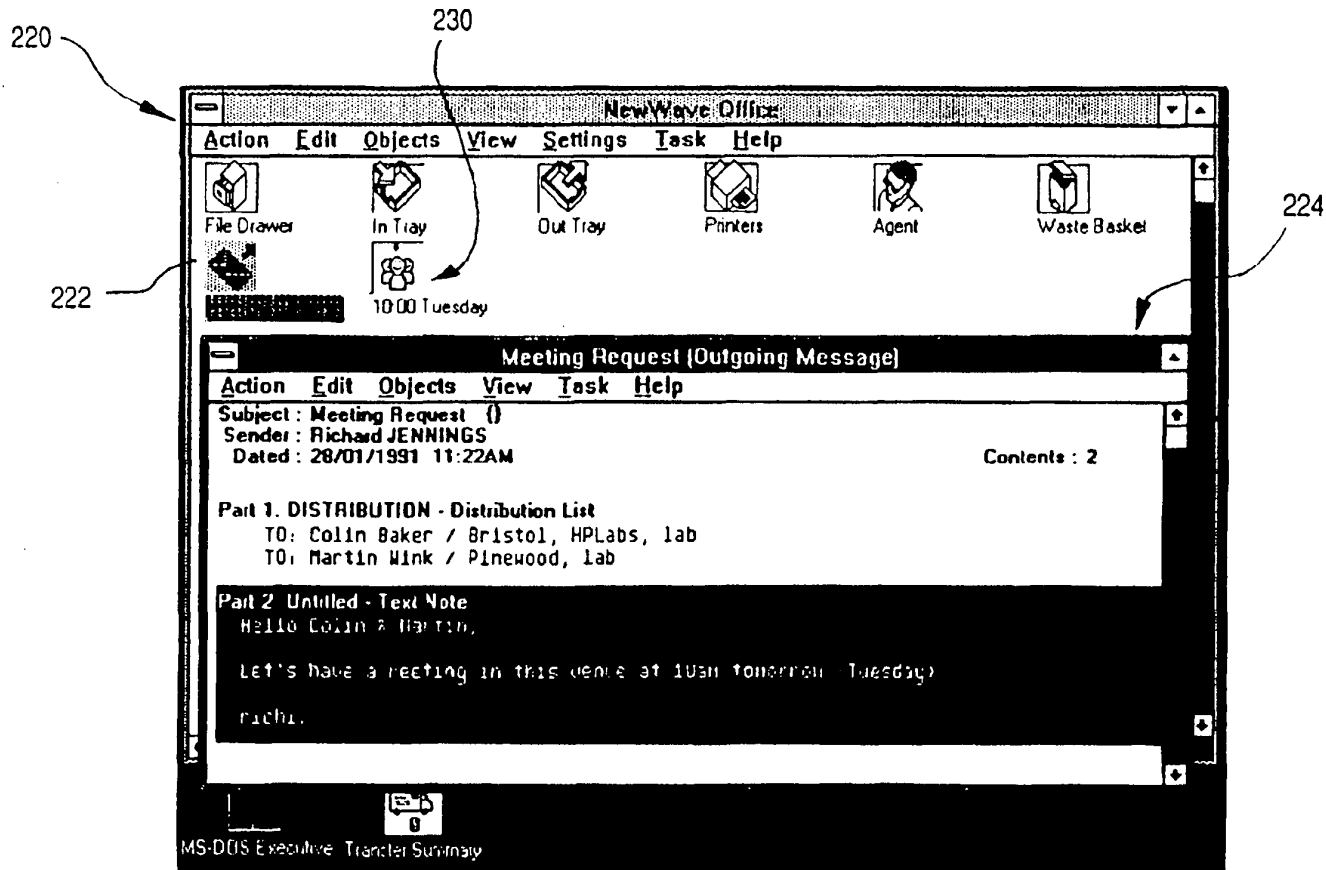 220
230
NewWave Office
Action Edit Objects View Settings Task Help
File Drawer In Tray Out Tray Printers Agent Waste Basket
224
222
10:00 Tuesday
Meeting Request (Outgoing Message)
Action Edit Objects View Task Help
Subject : Meeting Request {}
Sender : Richard JENNINGS
Dated : 28/01/1991 11:22AM Contents : 2
Part 1. DISTRIBUTION - Distribution List
TO: Colin Baker / Bristol, HPLabs, lab
TO: Martin Wink / Pinewood, lab
Part 2 Untitled - Text Note
Hello Colin & Martin,
Let's have a meeting in this venue at 10am tomorrow (Tuesday)
richi.
MS-DOS Executive Transfer Summary